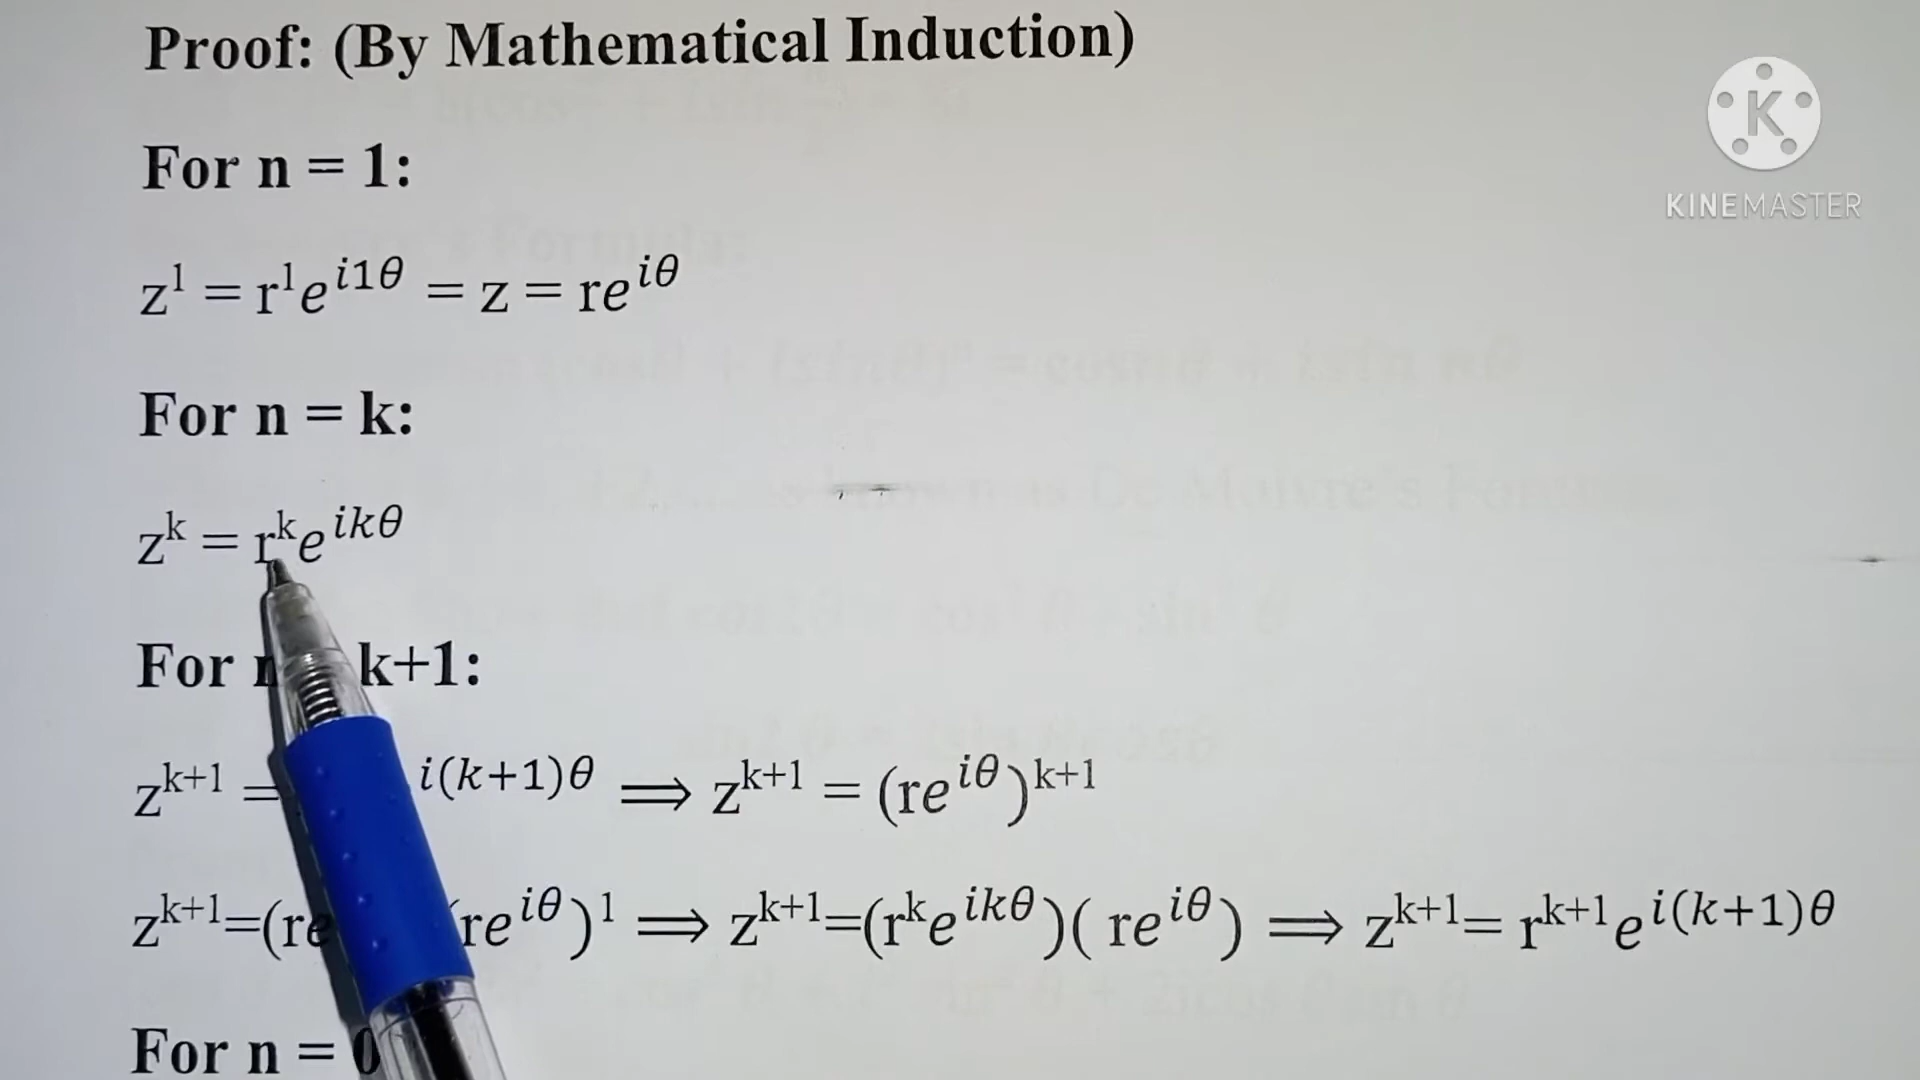 Proof: (By Mathematical Induction)
KINEMASTER
For n = 1:
z¹ = r¹e^{i1θ} = z = re^{iθ}
For n = k:
z^k = r^k e^{ikθ}
For k+1:
z^{k+1} = i(k+1)θ ⟹ z^{k+1} = (re^{iθ})^{k+1}
z^{k+1}=(re re^{iθ})¹ ⟹ z^{k+1}=(r^k e^{ikθ})( re^{iθ}) ⟹ z^{k+1}= r^{k+1}e^{i(k+1)θ}
For n = 0